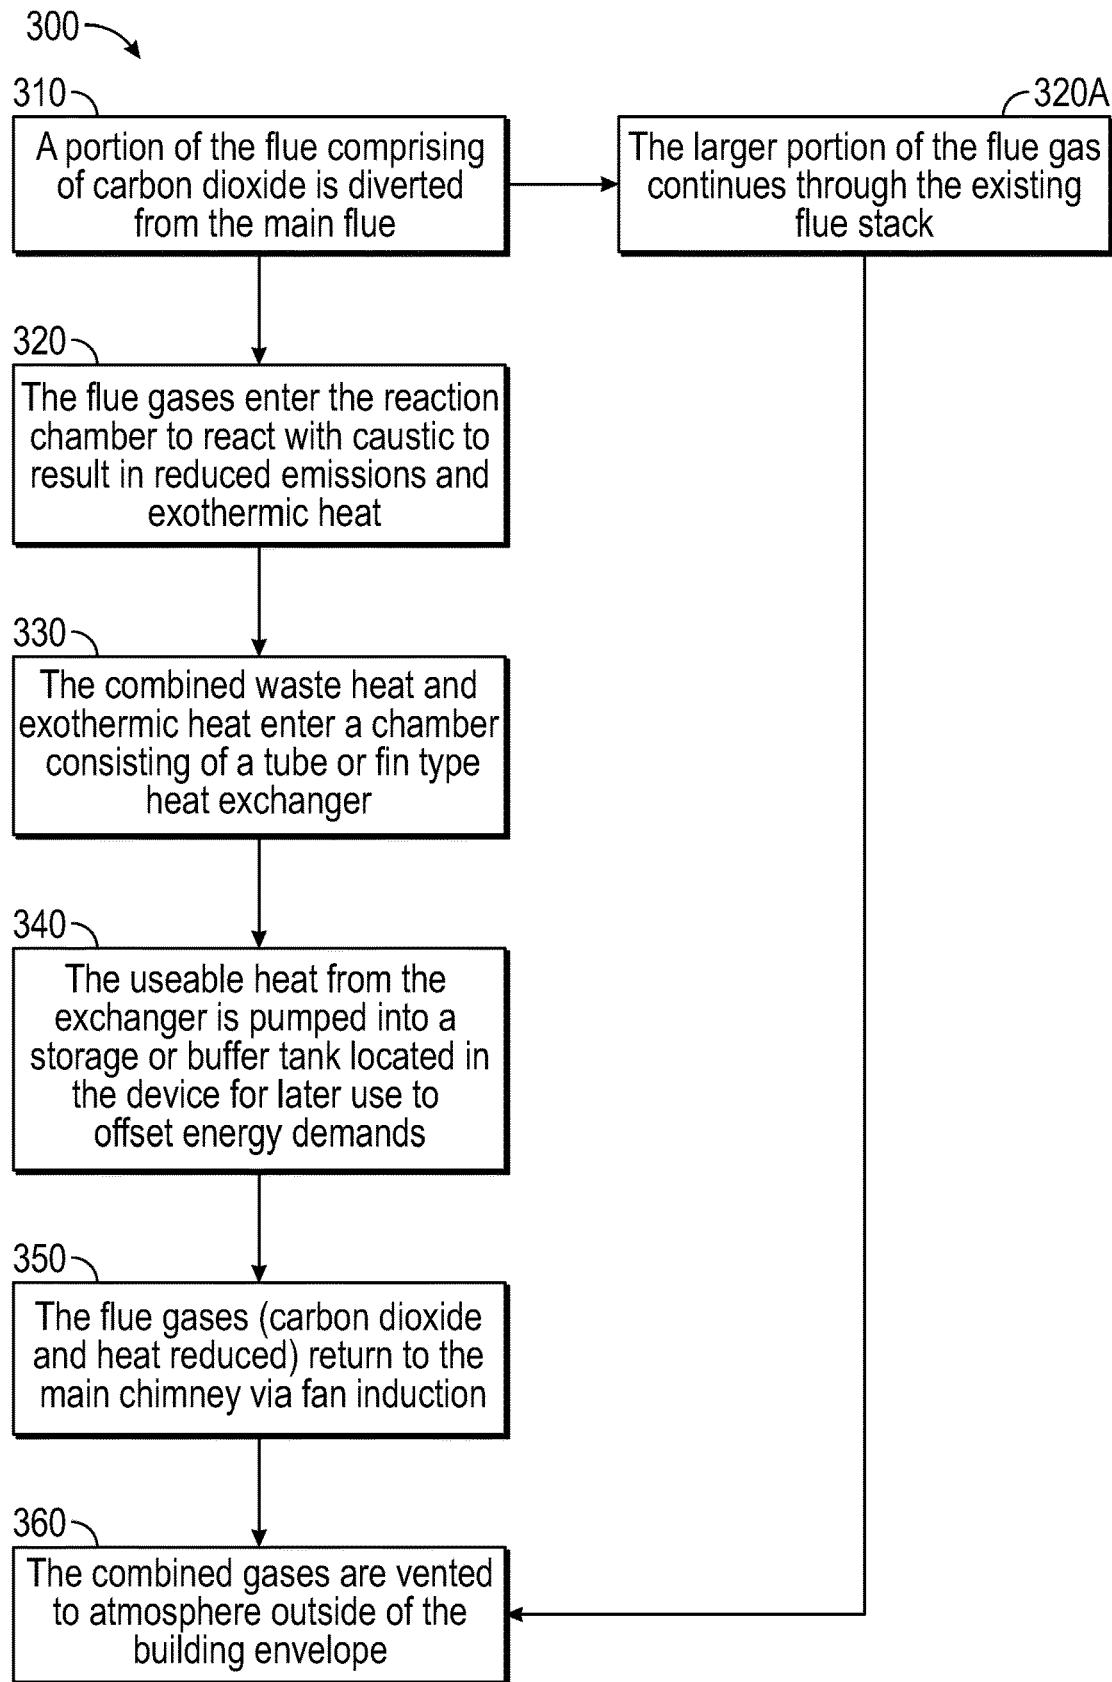 300
310
A portion of the flue comprising
of carbon dioxide is diverted
from the main flue
320A
The larger portion of the flue gas
continues through the existing
flue stack
320
The flue gases enter the reaction
chamber to react with caustic to
result in reduced emissions and
exothermic heat
330
The combined waste heat and
exothermic heat enter a chamber
consisting of a tube or fin type
heat exchanger
340
The useable heat from the
exchanger is pumped into a
storage or buffer tank located in
the device for later use to
offset energy demands
350
The flue gases (carbon dioxide
and heat reduced) return to the
main chimney via fan induction
360
The combined gases are vented
to atmosphere outside of the
building envelope